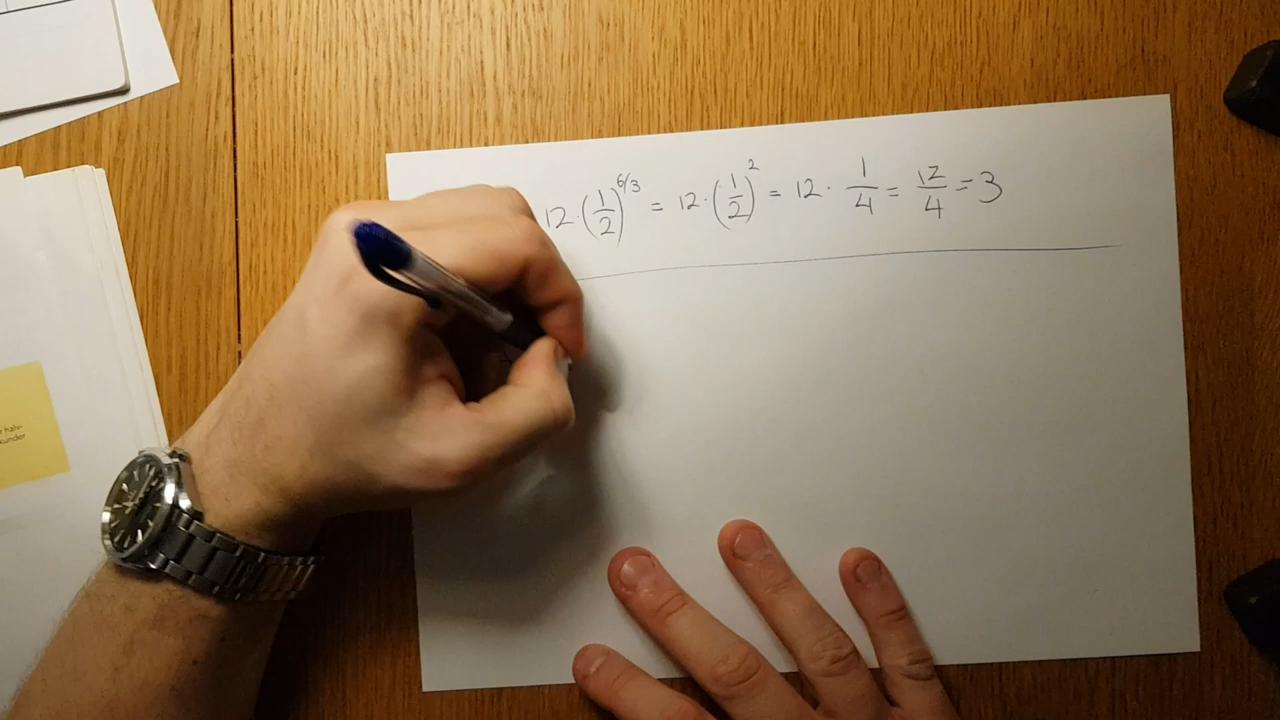 12·(1/2)^6/3 = 12·(1/2)^2 = 12· 1/4 = 12/4 = 3